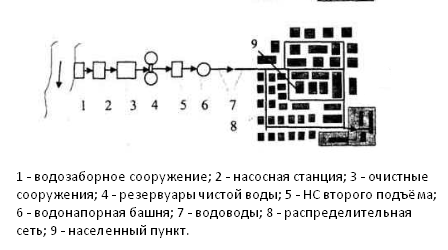 9
1 2 3 4 5 6 7
8
1 - водозаборное сооружение; 2 - насосная станция; 3 - очистные
сооружения; 4 - резервуары чистой воды; 5 - НС второго подъёма;
6 - водонапорная башня; 7 - водоводы; 8 - распределительная
сеть; 9 - населенный пункт.